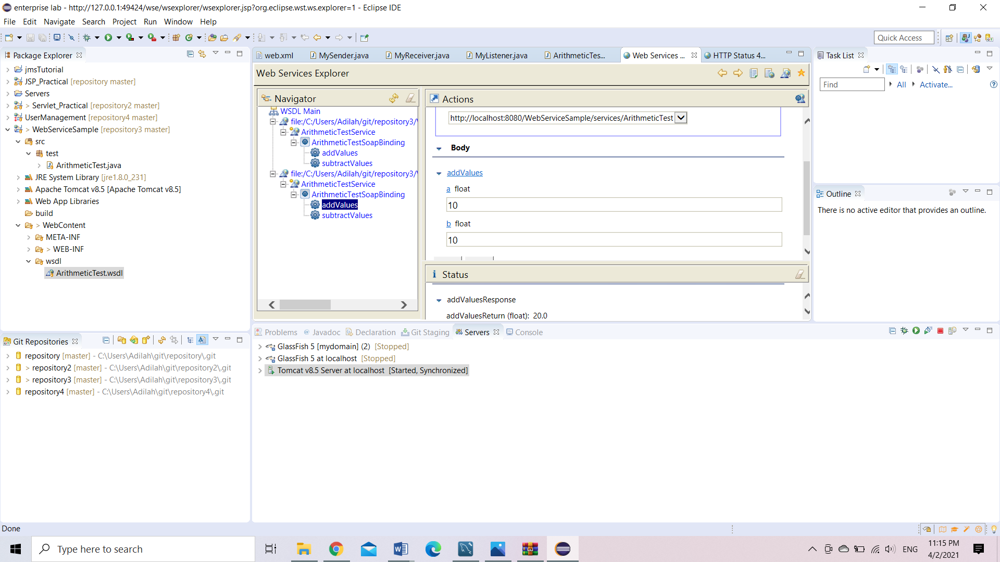 enterprise lab - http://127.0.0.1:49424/wse/wsexplorer/wsexplorer.jsp?org.eclipse.wst.ws.explorer=1 - Eclipse IDE
File Edit Navigate Search Project Run Window Help
Quick Access
Package Explorer
jmsTutorial
JSP_Practical [repository master]
Servers
> Servlet_Practical [repository2 master]
UserManagement [repository4 master]
> WebServiceSample [repository3 master]
src
test
ArithmeticTest.java
JRE System Library [jre1.8.0_231]
Apache Tomcat v8.5 [Apache Tomcat v8.5]
Web App Libraries
build
> WebContent
META-INF
> WEB-INF
wsdl
ArithmeticTest.wsdl
web.xml MySender.java MyReceiver.java MyListener.java ArithmeticTes... Web Services ... HTTP Status 4...
Web Services Explorer
Navigator
WSDL Main
file:/C:/Users/Adilah/git/repository3/
ArithmeticTestService
ArithmeticTestSoapBinding
addValues
subtractValues
file:/C:/Users/Adilah/git/repository3/
ArithmeticTestService
ArithmeticTestSoapBinding
addValues
subtractValues
Actions
http://localhost:8080/WebServiceSample/services/ArithmeticTest
Body
addValues
a float
10
b float
10
Status
addValuesResponse
addValuesReturn (float): 20.0
Task List
Find All Activate...
Outline
There is no active editor that provides an outline.
Git Repositories
repository [master] - C:\Users\Adilah\git\repository\.git
> repository2 [master] - C:\Users\Adilah\git\repository2\.git
> repository3 [master] - C:\Users\Adilah\git\repository3\.git
repository4 [master] - C:\Users\Adilah\git\repository4\.git
Problems @ Javadoc Declaration Git Staging Servers Console
GlassFish 5 [mydomain] (2) [Stopped]
GlassFish 5 at localhost [Stopped]
Tomcat v8.5 Server at localhost [Started, Synchronized]
Done
Type here to search
ENG
11:15 PM
4/2/2021